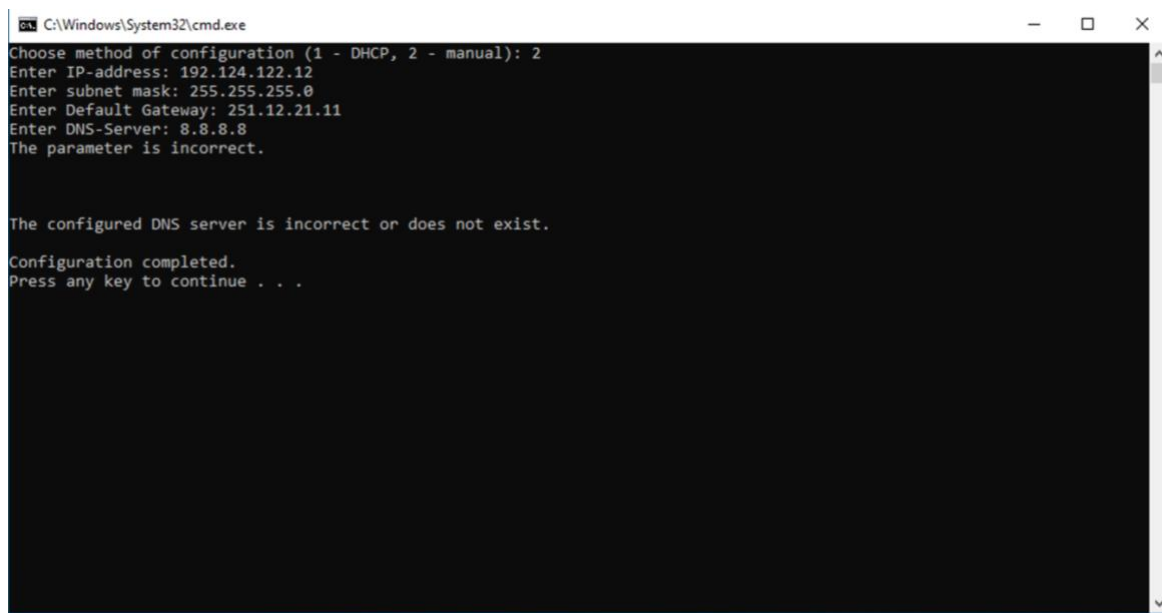 C:\Windows\System32\cmd.exe
Choose method of configuration (1 - DHCP, 2 - manual): 2
Enter IP-address: 192.124.122.12
Enter subnet mask: 255.255.255.0
Enter Default Gateway: 251.12.21.11
Enter DNS-Server: 8.8.8.8
The parameter is incorrect.
The configured DNS server is incorrect or does not exist.
Configuration completed.
Press any key to continue . . .